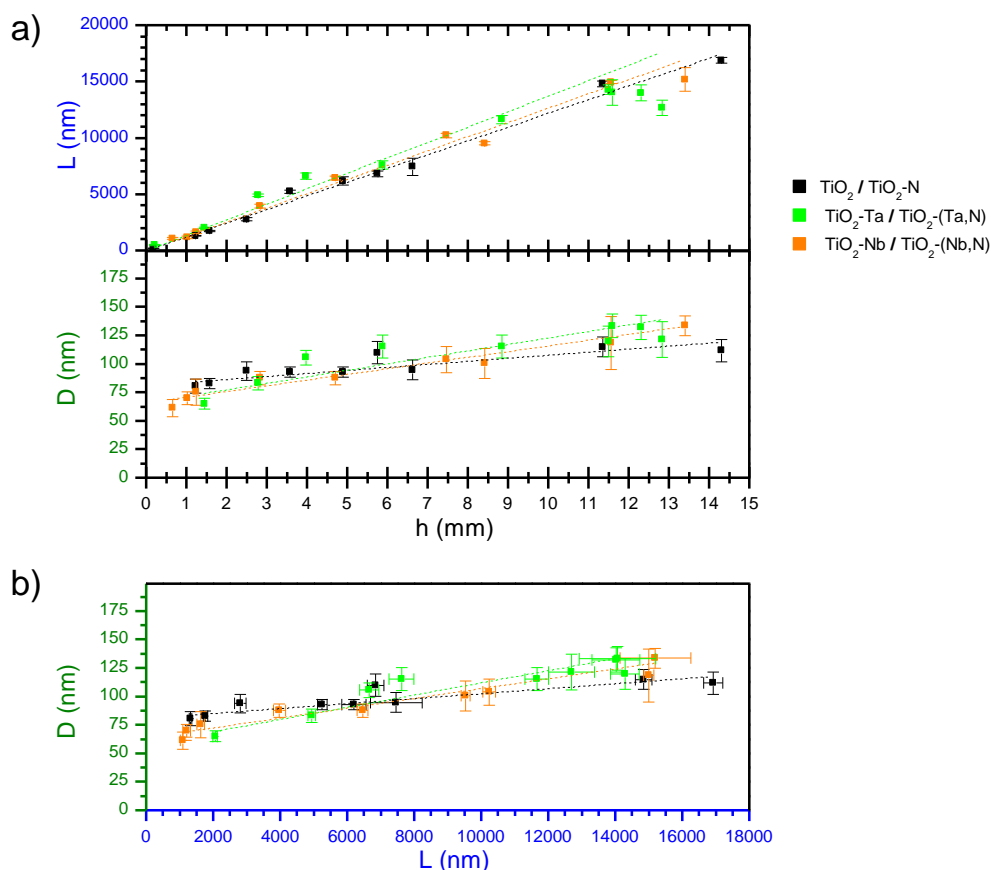 a)
20000
15000
10000
5000
0
L (nm)
175
150
125
100
75
50
25
0
D (nm)
0 1 2 3 4 5 6 7 8 9 10 11 12 13 14 15
h (mm)
TiO₂ / TiO₂-N
TiO₂-Ta / TiO₂-(Ta,N)
TiO₂-Nb / TiO₂-(Nb,N)
b)
175
150
125
100
75
50
25
0
D (nm)
0 2000 4000 6000 8000 10000 12000 14000 16000 18000
L (nm)